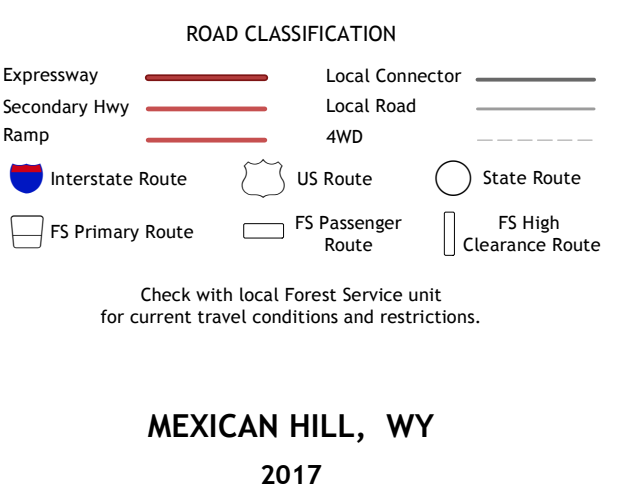 ROAD CLASSIFICATION
Expressway
Local Connector
Secondary Hwy
Local Road
Ramp
4WD
Interstate Route
US Route
State Route
FS Primary Route
FS Passenger
Route
FS High
Clearance Route
Check with local Forest Service unit
for current travel conditions and restrictions.
MEXICAN HILL, WY
2017